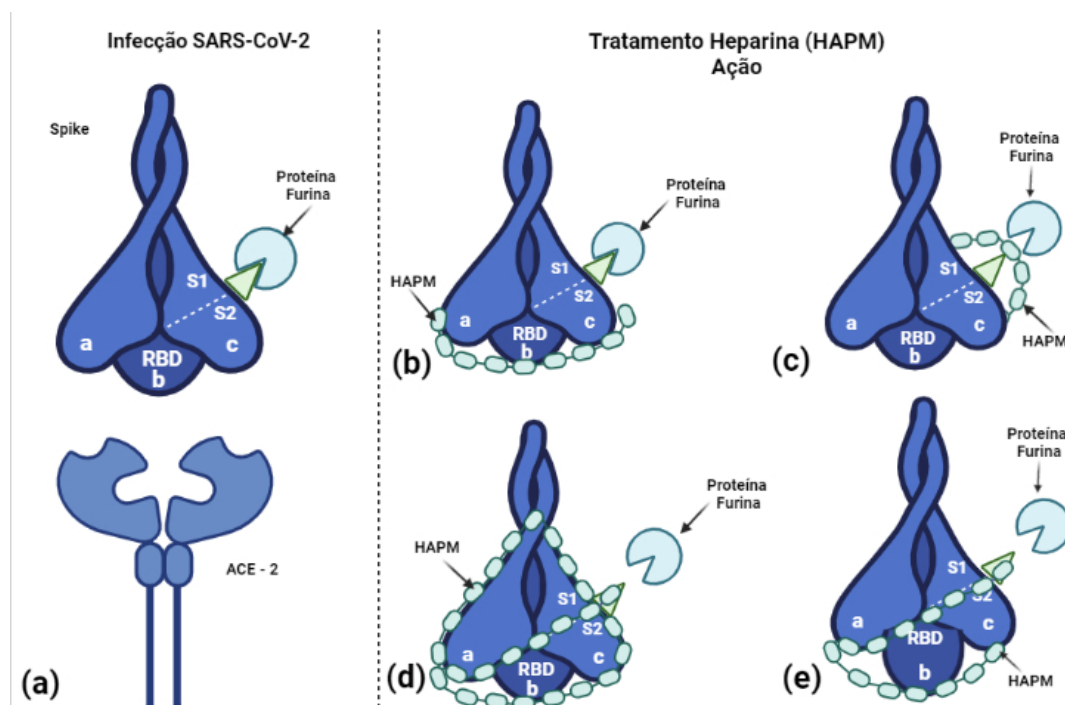 Infecção SARS-CoV-2
Spike
Proteína
Furina
S1
S2
a
c
RBD
b
ACE - 2
(a)
Tratamento Heparina (HAPM)
Ação
Proteína
Furina
HAPM
S1
S2
a
c
RBD
b
(b)
Proteína
Furina
S1
S2
a
c
RBD
b
HAPM
(c)
Proteína
Furina
HAPM
S1
S2
a
c
RBD
b
(d)
Proteína
Furina
S1
S2
a
c
RBD
b
HAPM
(e)